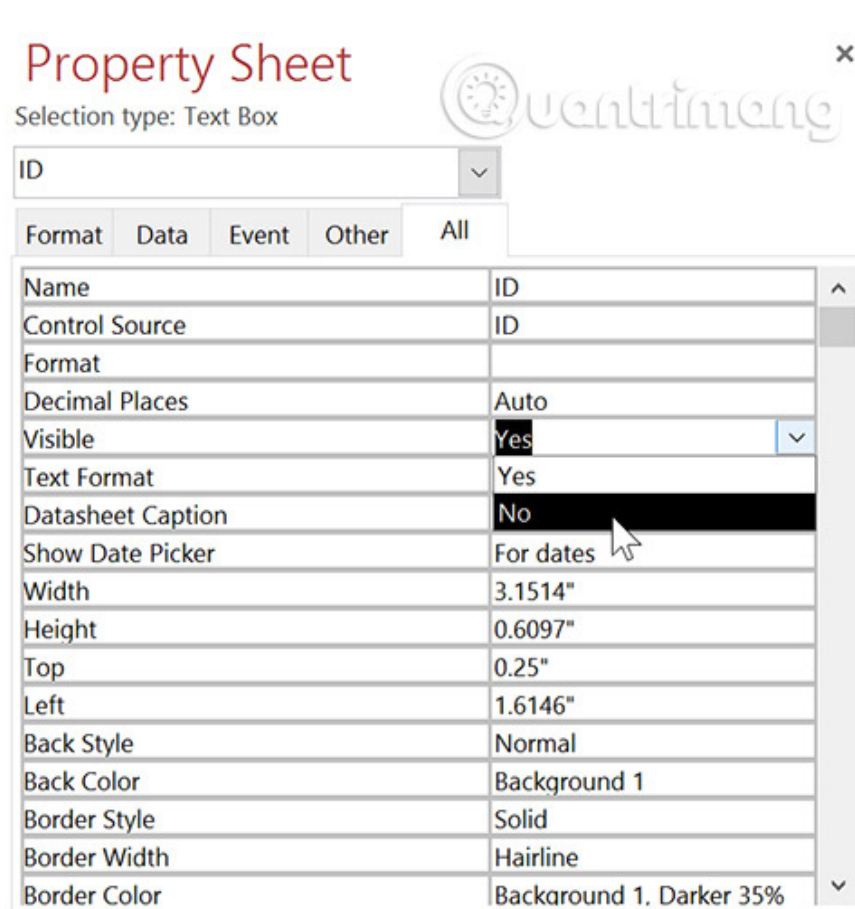 Property Sheet
Quantrimang
Selection type: Text Box
ID
Format Data Event Other All
Name ID
Control Source ID
Format
Decimal Places Auto
Visible Yes
Text Format Yes
Datasheet Caption No
Show Date Picker For dates
Width 3.1514"
Height 0.6097"
Top 0.25"
Left 1.6146"
Back Style Normal
Back Color Background 1
Border Style Solid
Border Width Hairline
Border Color Background 1, Darker 35%